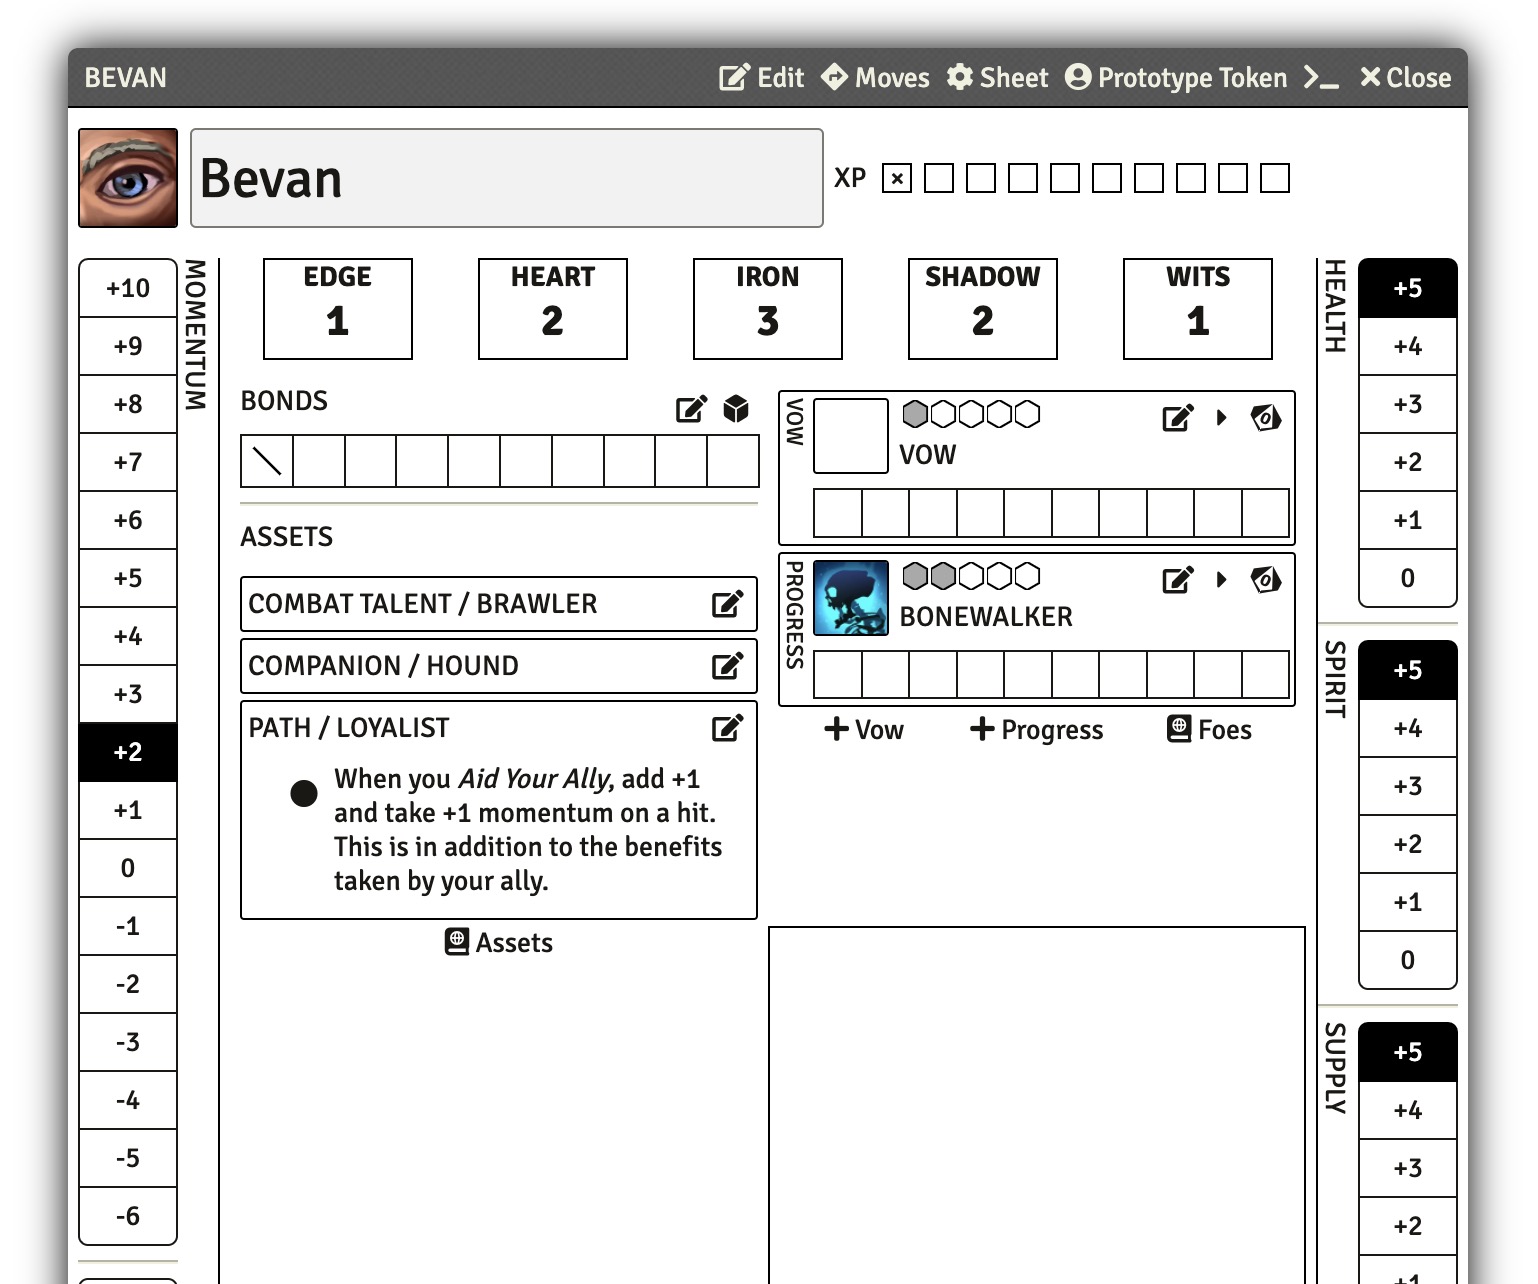 BEVAN
Edit
Moves
Sheet
Prototype Token
Close
Bevan
XP
MOMENTUM
+10
+9
+8
+7
+6
+5
+4
+3
+2
+1
0
-1
-2
-3
-4
-5
-6
EDGE
1
HEART
2
IRON
3
SHADOW
2
WITS
1
BONDS
ASSETS
COMBAT TALENT / BRAWLER
COMPANION / HOUND
PATH / LOYALIST
When you Aid Your Ally, add +1
and take +1 momentum on a hit.
This is in addition to the benefits
taken by your ally.
Assets
VOW
VOW
PROGRESS
BONEWALKER
Vow
Progress
Foes
HEALTH
+5
+4
+3
+2
+1
0
SPIRIT
+5
+4
+3
+2
+1
0
SUPPLY
+5
+4
+3
+2
+1